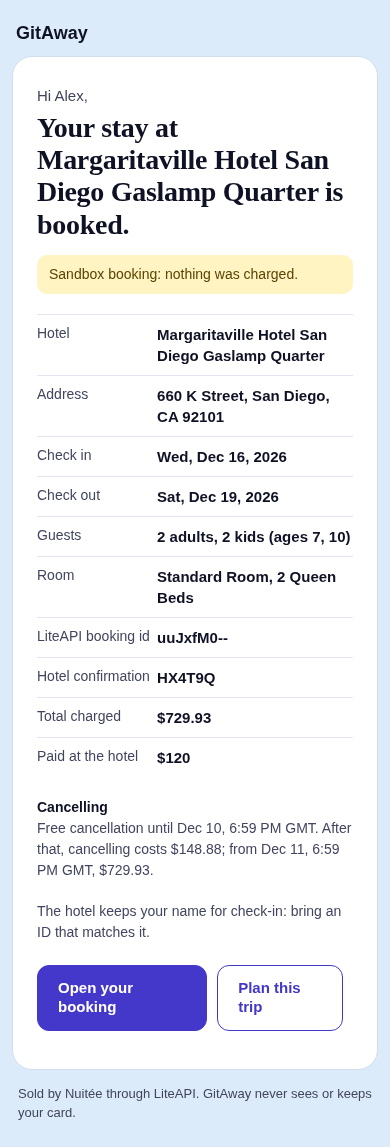 GitAway
Hi Alex,
Your stay at
Margaritaville Hotel San
Diego Gaslamp Quarter is
booked.
Sandbox booking: nothing was charged.
Hotel Margaritaville Hotel San
Diego Gaslamp Quarter
Address 660 K Street, San Diego,
CA 92101
Check in Wed, Dec 16, 2026
Check out Sat, Dec 19, 2026
Guests 2 adults, 2 kids (ages 7, 10)
Room Standard Room, 2 Queen
Beds
LiteAPI booking id uuJxfM0--
Hotel confirmation HX4T9Q
Total charged $729.93
Paid at the hotel $120
Cancelling
Free cancellation until Dec 10, 6:59 PM GMT. After
that, cancelling costs $148.88; from Dec 11, 6:59
PM GMT, $729.93.
The hotel keeps your name for check-in: bring an
ID that matches it.
Open your
booking
Plan this
trip
Sold by Nuitée through LiteAPI. GitAway never sees or keeps
your card.